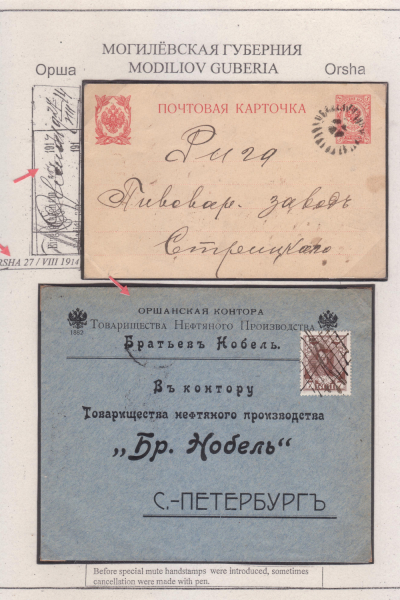 МОГИЛЁВСКАЯ ГУБЕРНИЯ
Орша MODILIOV GUBERIA Orsha
ПОЧТОВАЯ КАРТОЧКА
Рига
Пивовар. заводъ
Стрицкаго
RSHA 27 / VIII 1914
ОРШАНСКАЯ КОНТОРА
Товарищества Нефтяного Производства
Братьевъ Нобель.
1882
Въ контору
Товарищества нефтяного производства
„Бр. Нобель“
С.-ПЕТЕРБУРГЪ
Before special mute handstamps were introduced, sometimes
cancellation were made with pen.